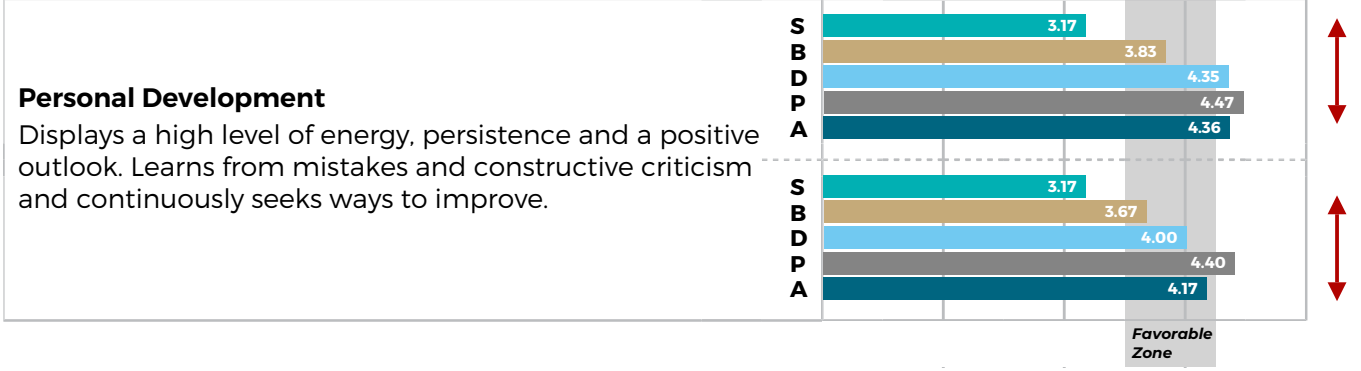 Personal Development
Displays a high level of energy, persistence and a positive
outlook. Learns from mistakes and constructive criticism
and continuously seeks ways to improve.
S 3.17
B 3.83
D 4.35
P 4.47
A 4.36
S 3.17
B 3.67
D 4.00
P 4.40
A 4.17
Favorable
Zone